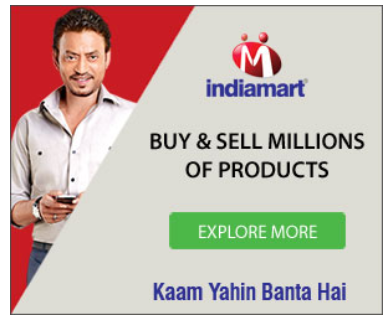 indiamart
BUY & SELL MILLIONS
OF PRODUCTS
EXPLORE MORE
Kaam Yahin Banta Hai